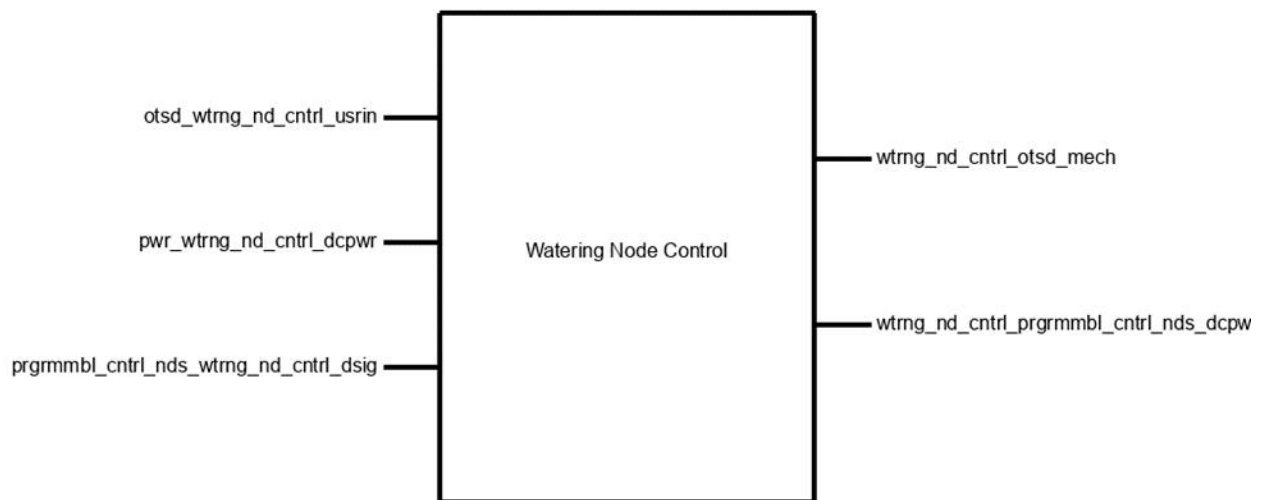 otsd_wtrng_nd_cntrl_usrin
wtrng_nd_cntrl_otsd_mech
pwr_wtrng_nd_cntrl_dcpwr
Watering Node Control
wtrng_nd_cntrl_prgrmmbl_cntrl_nds_dcpw
prgrmmbl_cntrl_nds_wtrng_nd_cntrl_dsig